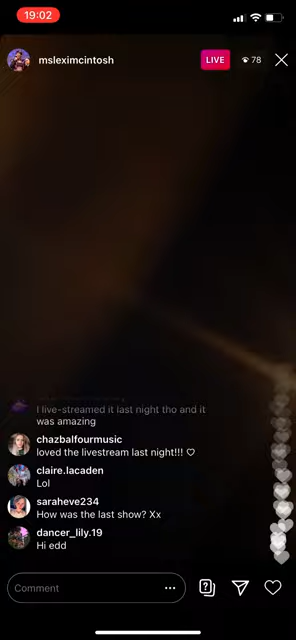 19:02
msleximcintosh
LIVE
78
I live-streamed it last night tho and it
was amazing
chazbalfourmusic
loved the livestream last night!!! ♡
claire.lacaden
Lol
saraheve234
How was the last show? Xx
dancer_lily.19
Hi edd
Comment